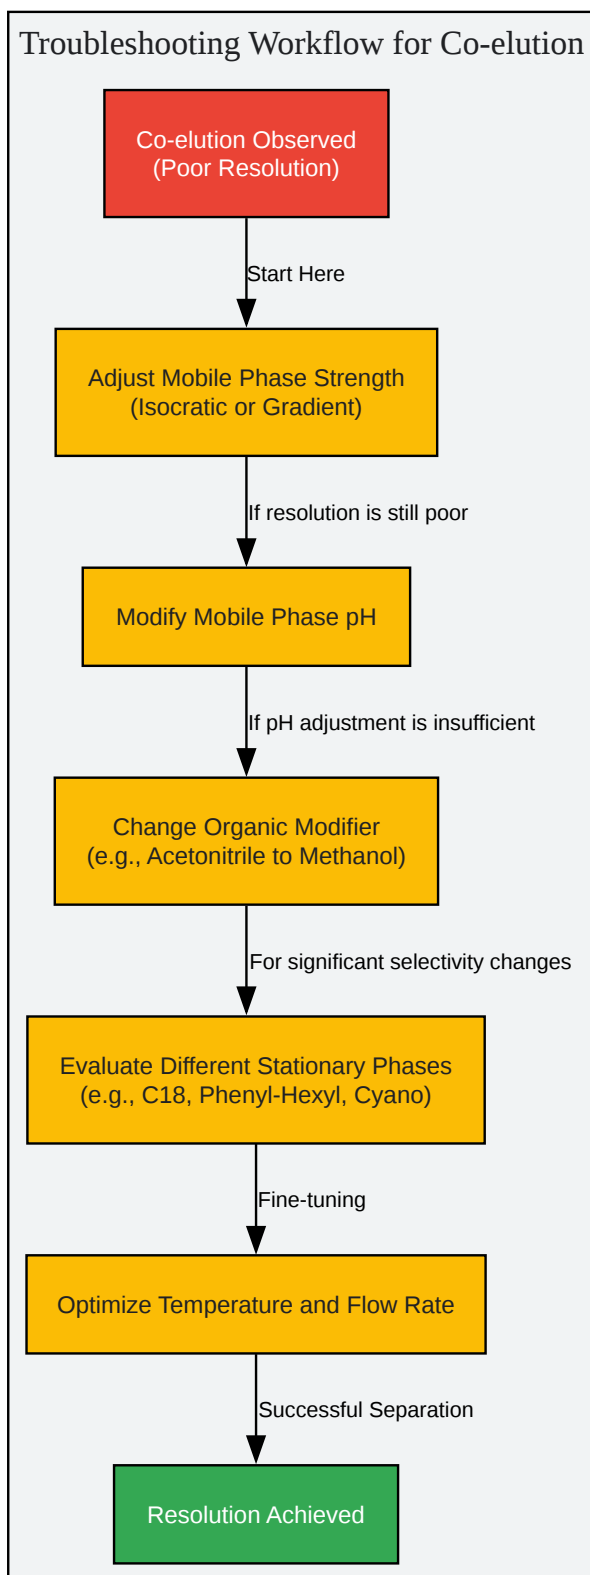 Troubleshooting Workflow for Co-elution
Co-elution Observed
(Poor Resolution)
Start Here
Adjust Mobile Phase Strength
(Isocratic or Gradient)
If resolution is still poor
Modify Mobile Phase pH
If pH adjustment is insufficient
Change Organic Modifier
(e.g., Acetonitrile to Methanol)
For significant selectivity changes
Evaluate Different Stationary Phases
(e.g., C18, Phenyl-Hexyl, Cyano)
Fine-tuning
Optimize Temperature and Flow Rate
Successful Separation
Resolution Achieved